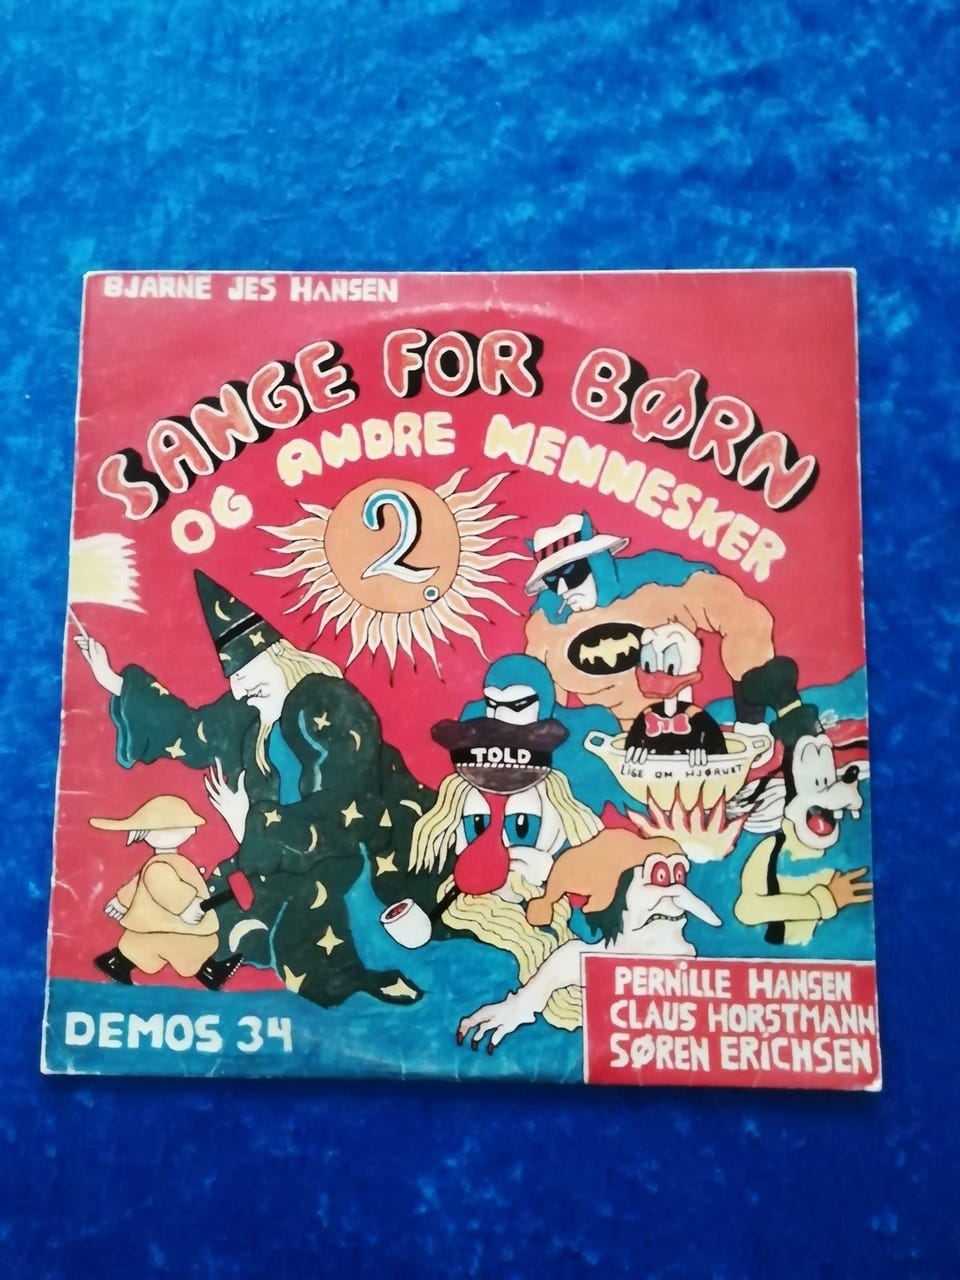 BJARNE JES HANSEN
SANGE FOR BØRN
OG ANDRE MENNESKER
2.
TOLD
LIGE OM HJØRNET
PERNILLE HANSEN
CLAUS HORSTMANN
SØREN ERICHSEN
DEMOS 34